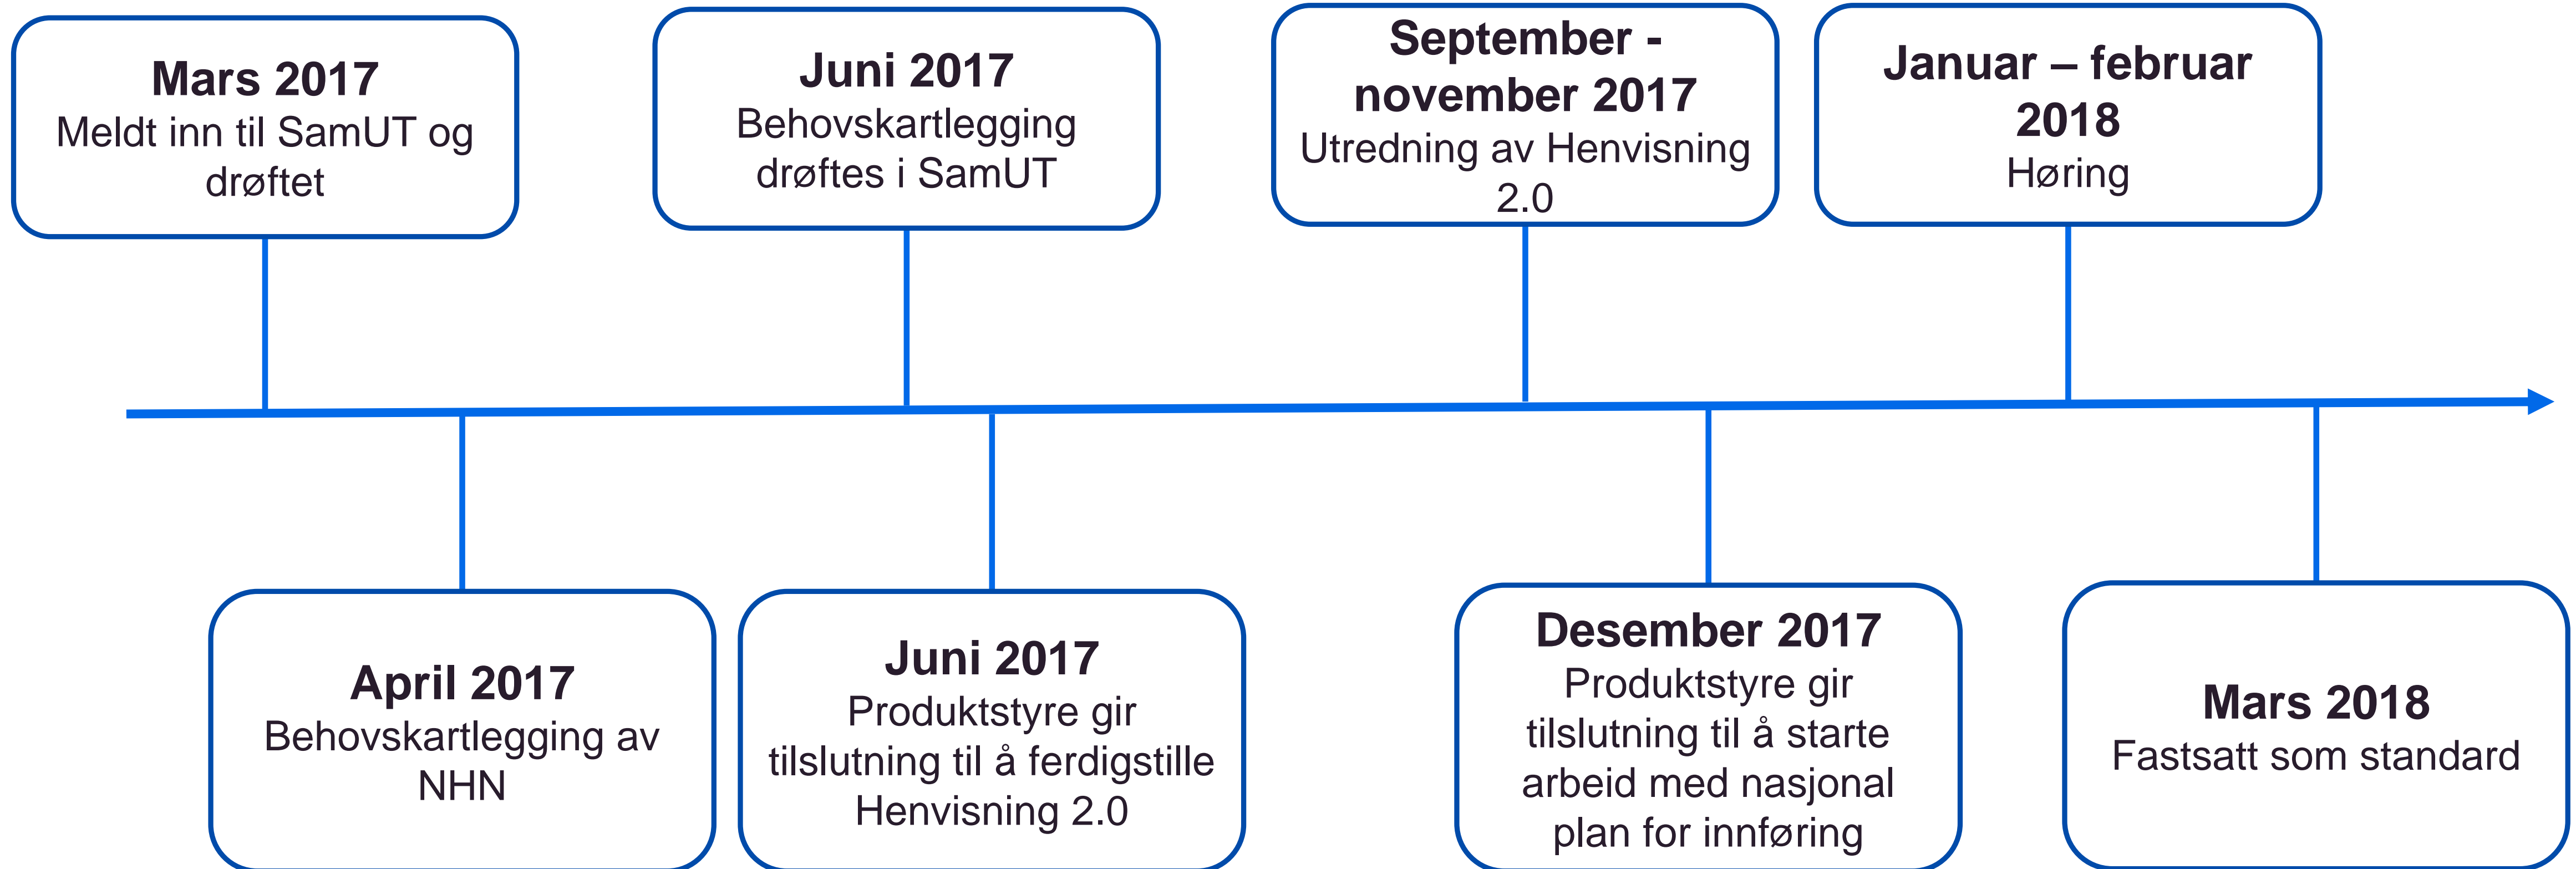 Mars 2017
Meldt inn til SamUT og
drøftet
Juni 2017
Behovskartlegging
drøftes i SamUT
September -
november 2017
Utredning av Henvisning
2.0
Januar – februar
2018
Høring
April 2017
Behovskartlegging av
NHN
Juni 2017
Produktstyre gir
tilslutning til å ferdigstille
Henvisning 2.0
Desember 2017
Produktstyre gir
tilslutning til å starte
arbeid med nasjonal
plan for innføring
Mars 2018
Fastsatt som standard